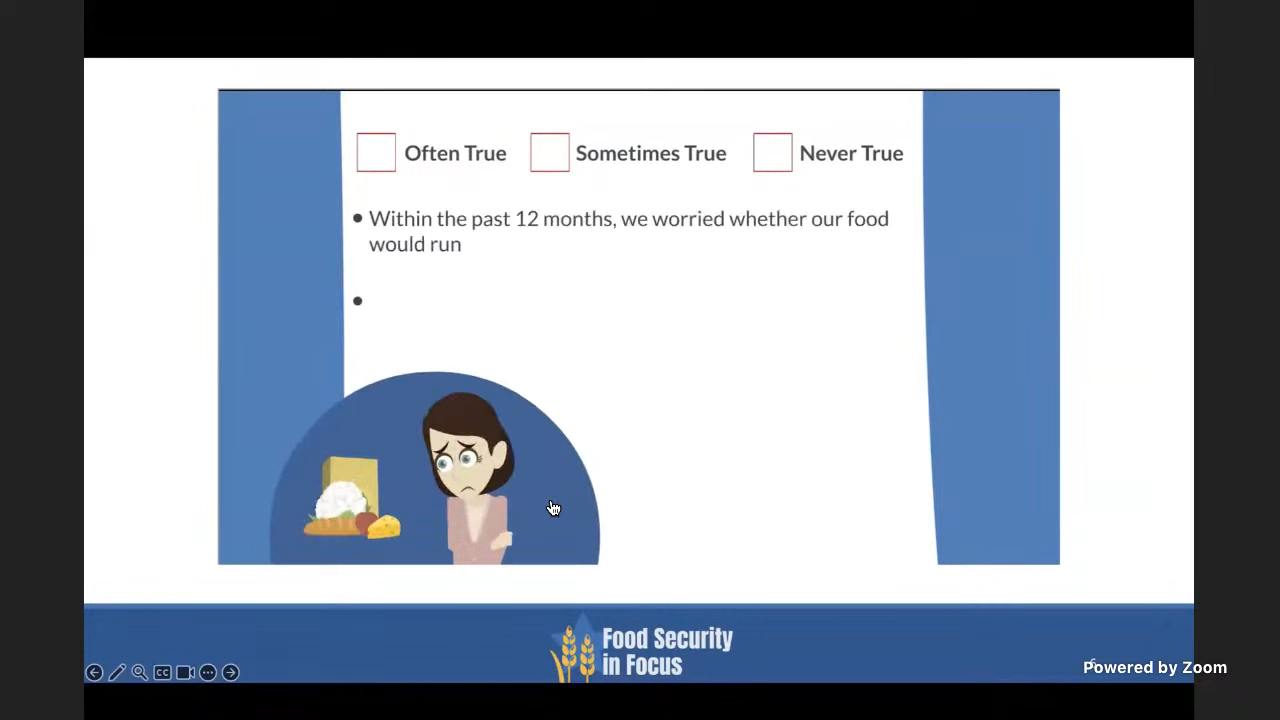 Often True Sometimes True Never True
• Within the past 12 months, we worried whether our food
would run
•
Food Security
in Focus
CC
Powered by Zoom